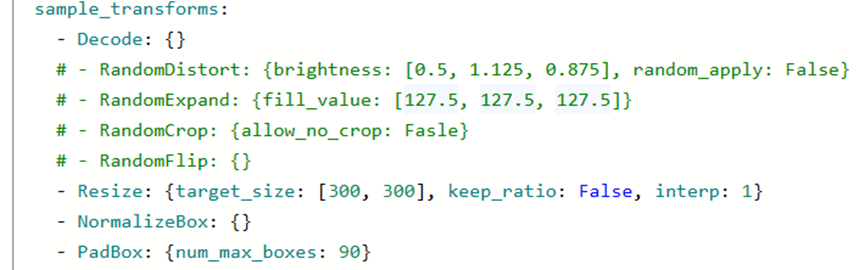 sample_transforms:
- Decode: {}
# - RandomDistort: {brightness: [0.5, 1.125, 0.875], random_apply: False}
# - RandomExpand: {fill_value: [127.5, 127.5, 127.5]}
# - RandomCrop: {allow_no_crop: Fasle}
# - RandomFlip: {}
- Resize: {target_size: [300, 300], keep_ratio: False, interp: 1}
- NormalizeBox: {}
- PadBox: {num_max_boxes: 90}